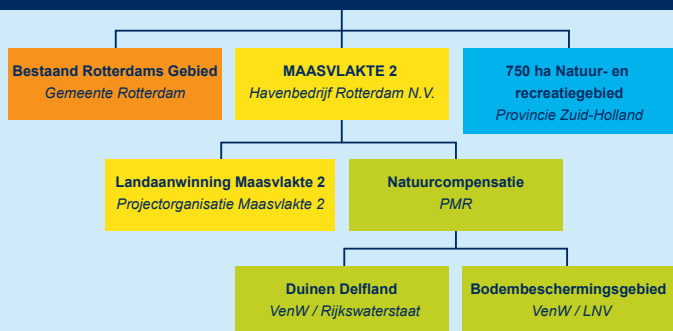 Bestaand Rotterdams Gebied
Gemeente Rotterdam
MAASVLAKTE 2
Havenbedrijf Rotterdam N.V.
750 ha Natuur- en
recreatiegebied
Provincie Zuid-Holland
Landaanwinning Maasvlakte 2
Projectorganisatie Maasvlakte 2
Natuurcompensatie
PMR
Duinen Delfland
VenW / Rijkswaterstaat
Bodembeschermingsgebied
VenW / LNV